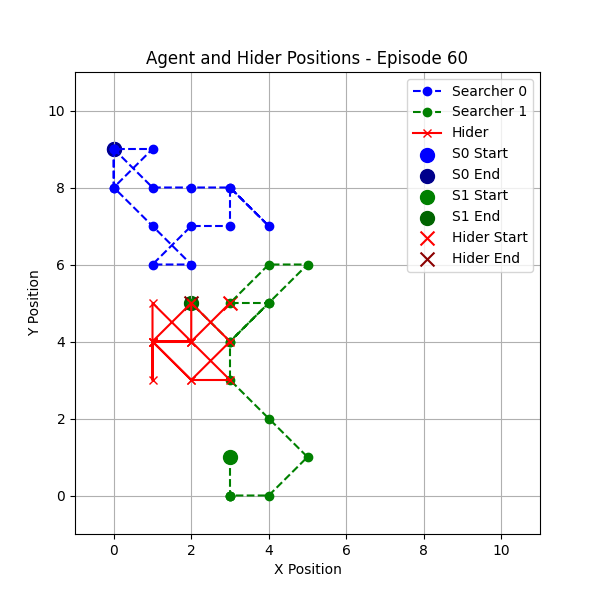 Agent and Hider Positions - Episode 60
Searcher 0
Searcher 1
Hider
S0 Start
S0 End
S1 Start
S1 End
Hider Start
Hider End
Y Position
10
8
6
4
2
0
0 2 4 6 8 10
X Position